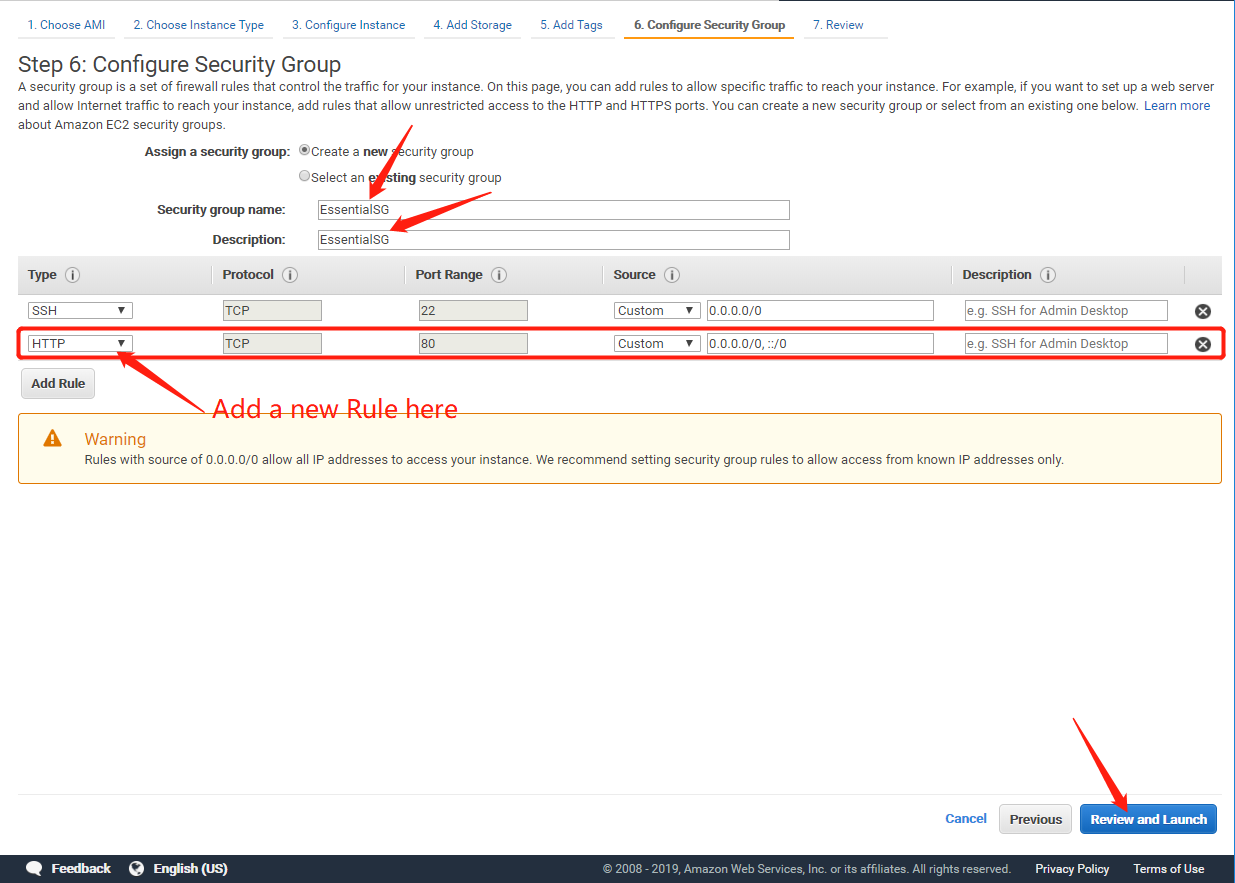 1. Choose AMI 2. Choose Instance Type 3. Configure Instance 4. Add Storage 5. Add Tags 6. Configure Security Group 7. Review
Step 6: Configure Security Group
A security group is a set of firewall rules that control the traffic for your instance. On this page, you can add rules to allow specific traffic to reach your instance. For example, if you want to set up a web server
and allow Internet traffic to reach your instance, add rules that allow unrestricted access to the HTTP and HTTPS ports. You can create a new security group or select from an existing one below. Learn more
about Amazon EC2 security groups.
Assign a security group: Create a new security group
Select an existing security group
Security group name: EssentialSG
Description: EssentialSG
Type i Protocol i Port Range i Source i Description i
SSH TCP 22 Custom 0.0.0.0/0 e.g. SSH for Admin Desktop
HTTP TCP 80 Custom 0.0.0.0/0, ::/0 e.g. SSH for Admin Desktop
Add Rule
Add a new Rule here
Warning
Rules with source of 0.0.0.0/0 allow all IP addresses to access your instance. We recommend setting security group rules to allow access from known IP addresses only.
Cancel Previous Review and Launch
Feedback English (US) © 2008 - 2019, Amazon Web Services, Inc. or its affiliates. All rights reserved. Privacy Policy Terms of Use